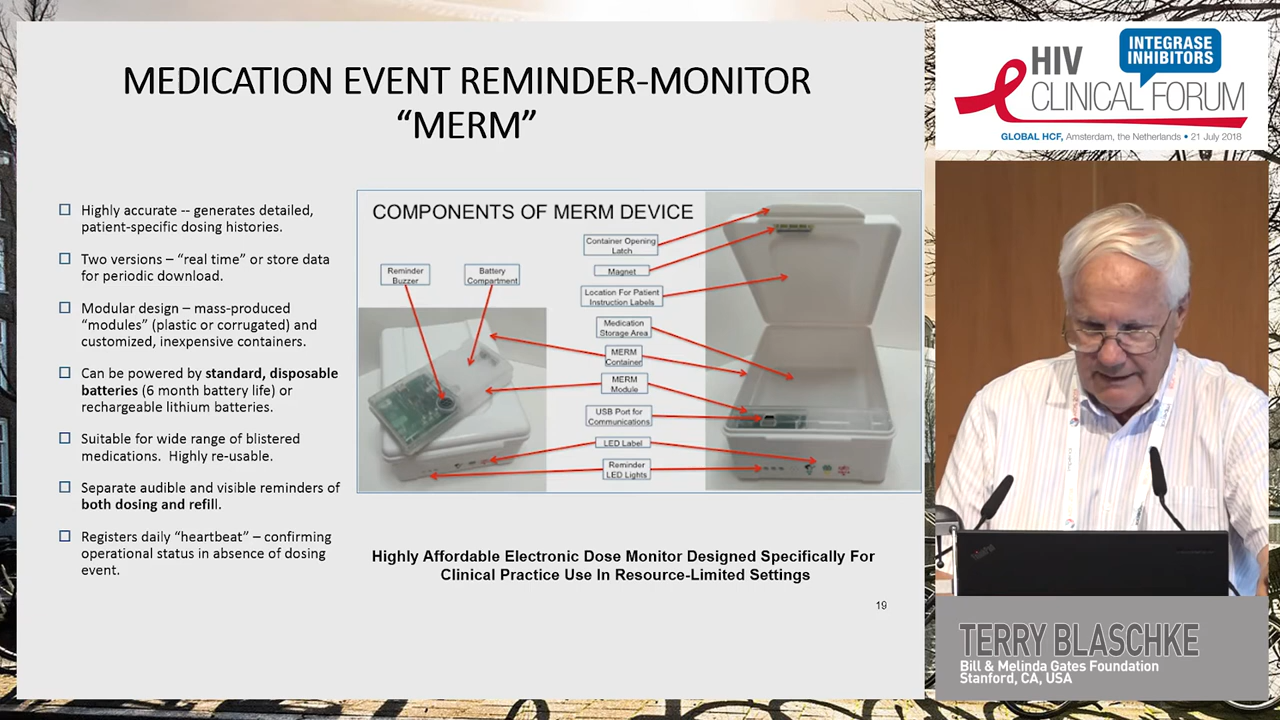 MEDICATION EVENT REMINDER-MONITOR
“MERM”
Highly accurate -- generates detailed,
patient-specific dosing histories.
Two versions – “real time” or store data
for periodic download.
Modular design – mass-produced
“modules” (plastic or corrugated) and
customized, inexpensive containers.
Can be powered by standard, disposable
batteries (6 month battery life) or
rechargeable lithium batteries.
Suitable for wide range of blistered
medications. Highly re-usable.
Separate audible and visible reminders of
both dosing and refill.
Registers daily “heartbeat” – confirming
operational status in absence of dosing
event.
COMPONENTS OF MERM DEVICE
Reminder
Buzzer
Battery
Compartment
Container Opening
Latch
Magnet
Location For Patient
Instruction Labels
Medication
Storage Area
MERM
Container
MERM
Module
USB Port for
Communications
LED Label
Reminder
LED Lights
Highly Affordable Electronic Dose Monitor Designed Specifically For
Clinical Practice Use In Resource-Limited Settings
19
HIV
INTEGRASE
INHIBITORS
CLINICAL FORUM
GLOBAL HCF, Amsterdam, the Netherlands • 21 July 2018
ThinkPad
TERRY BLASCHKE
Bill & Melinda Gates Foundation
Stanford, CA, USA